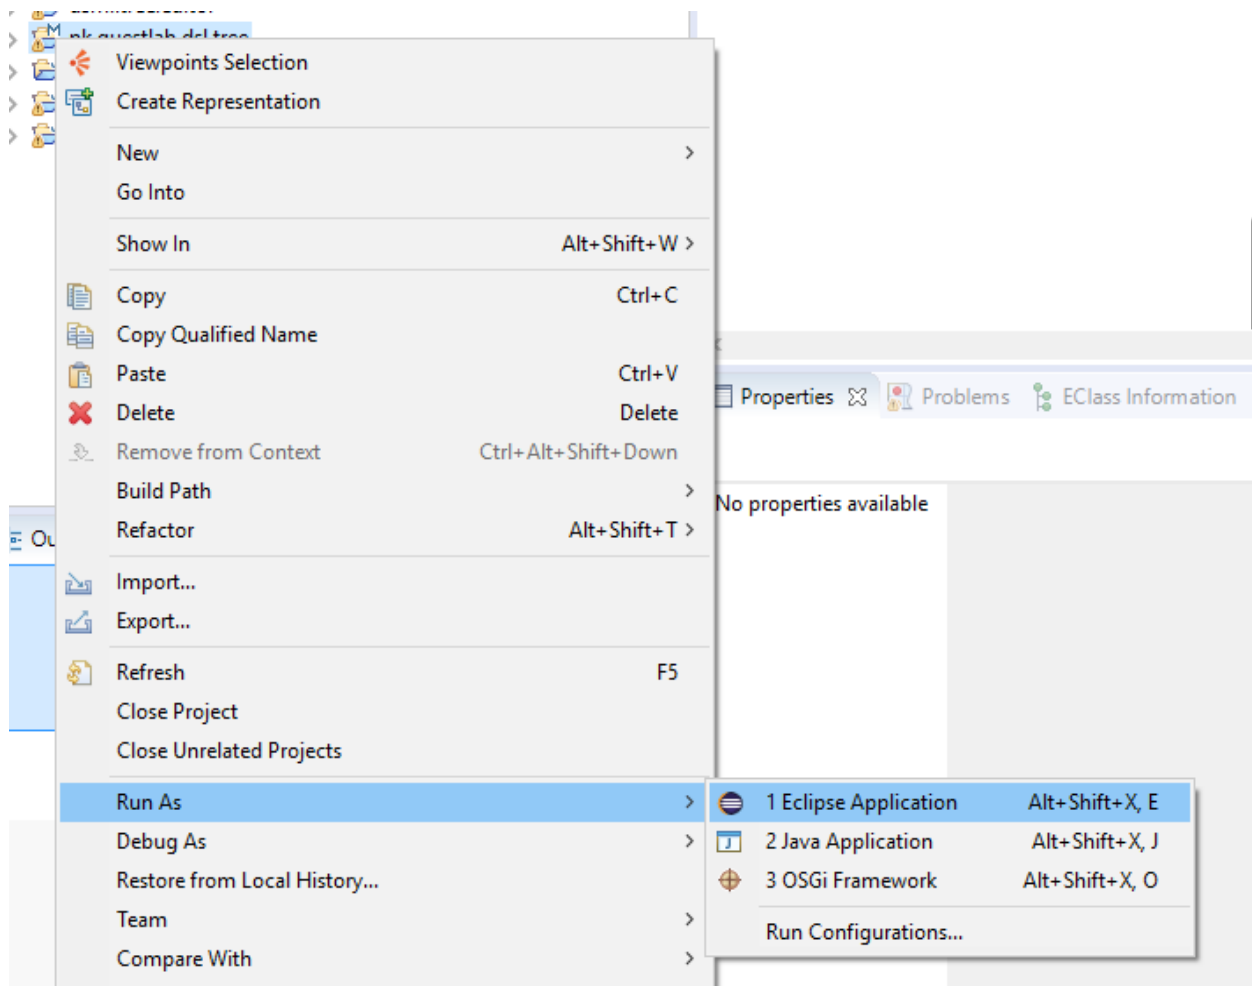 Viewpoints Selection
Create Representation
New
Go Into
Show In Alt+Shift+W
Copy Ctrl+C
Copy Qualified Name
Paste Ctrl+V
Delete Delete
Remove from Context Ctrl+Alt+Shift+Down
Build Path
Refactor Alt+Shift+T
Import...
Export...
Refresh F5
Close Project
Close Unrelated Projects
Run As
Debug As
Restore from Local History...
Team
Compare With
1 Eclipse Application Alt+Shift+X, E
2 Java Application Alt+Shift+X, J
3 OSGi Framework Alt+Shift+X, O
Run Configurations...
Properties Problems EClass Information
No properties available
Ou